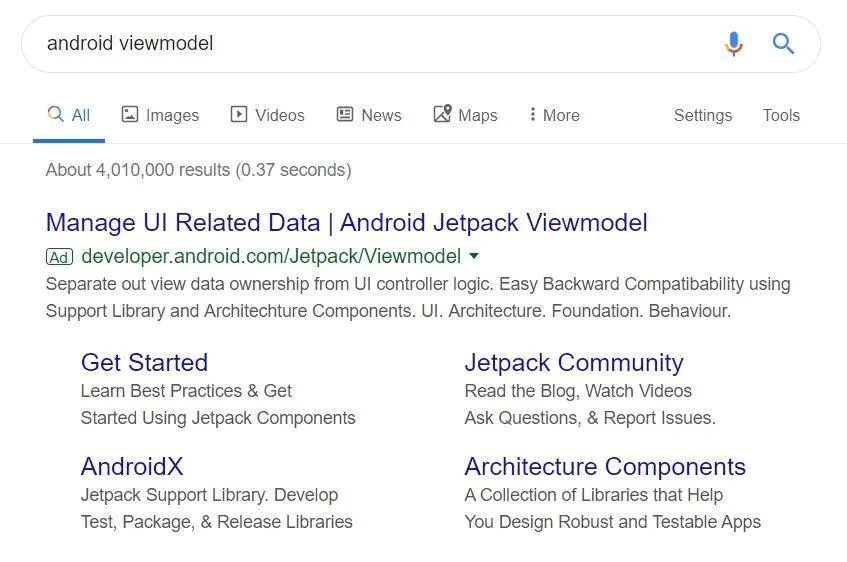 android viewmodel
All Images Videos News Maps More Settings Tools
About 4,010,000 results (0.37 seconds)
Manage UI Related Data | Android Jetpack Viewmodel
Ad developer.android.com/Jetpack/Viewmodel
Separate out view data ownership from UI controller logic. Easy Backward Compatibability using
Support Library and Architechture Components. UI. Architecture. Foundation. Behaviour.
Get Started
Learn Best Practices & Get
Started Using Jetpack Components
Jetpack Community
Read the Blog, Watch Videos
Ask Questions, & Report Issues.
AndroidX
Jetpack Support Library. Develop
Test, Package, & Release Libraries
Architecture Components
A Collection of Libraries that Help
You Design Robust and Testable Apps